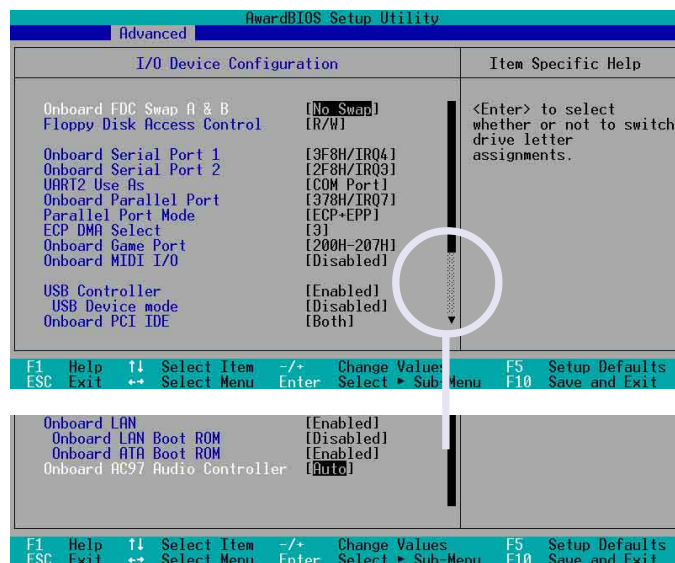 AwardBIOS Setup Utility
Advanced
I/O Device Configuration
Item Specific Help
Onboard FDC Swap A & B [No Swap]
Floppy Disk Access Control [R/W]
Onboard Serial Port 1 [3F8H/IRQ4]
Onboard Serial Port 2 [2F8H/IRQ3]
UART2 Use As [COM Port]
Onboard Parallel Port [378H/IRQ7]
Parallel Port Mode [ECP+EPP]
ECP DMA Select [3]
Onboard Game Port [200H-207H]
Onboard MIDI I/O [Disabled]
USB Controller [Enabled]
USB Device mode [Disabled]
Onboard PCI IDE [Both]
<Enter> to select
whether or not to switch
drive letter
assignments.
F1 Help ↑↓ Select Item -/+ Change Values F5 Setup Defaults
ESC Exit ←→ Select Menu Enter Select ► Sub-Menu F10 Save and Exit
Onboard LAN [Enabled]
Onboard LAN Boot ROM [Disabled]
Onboard ATA Boot ROM [Enabled]
Onboard AC97 Audio Controller [Auto]
F1 Help ↑↓ Select Item -/+ Change Values F5 Setup Defaults
ESC Exit ←→ Select Menu Enter Select ► Sub-Menu F10 Save and Exit